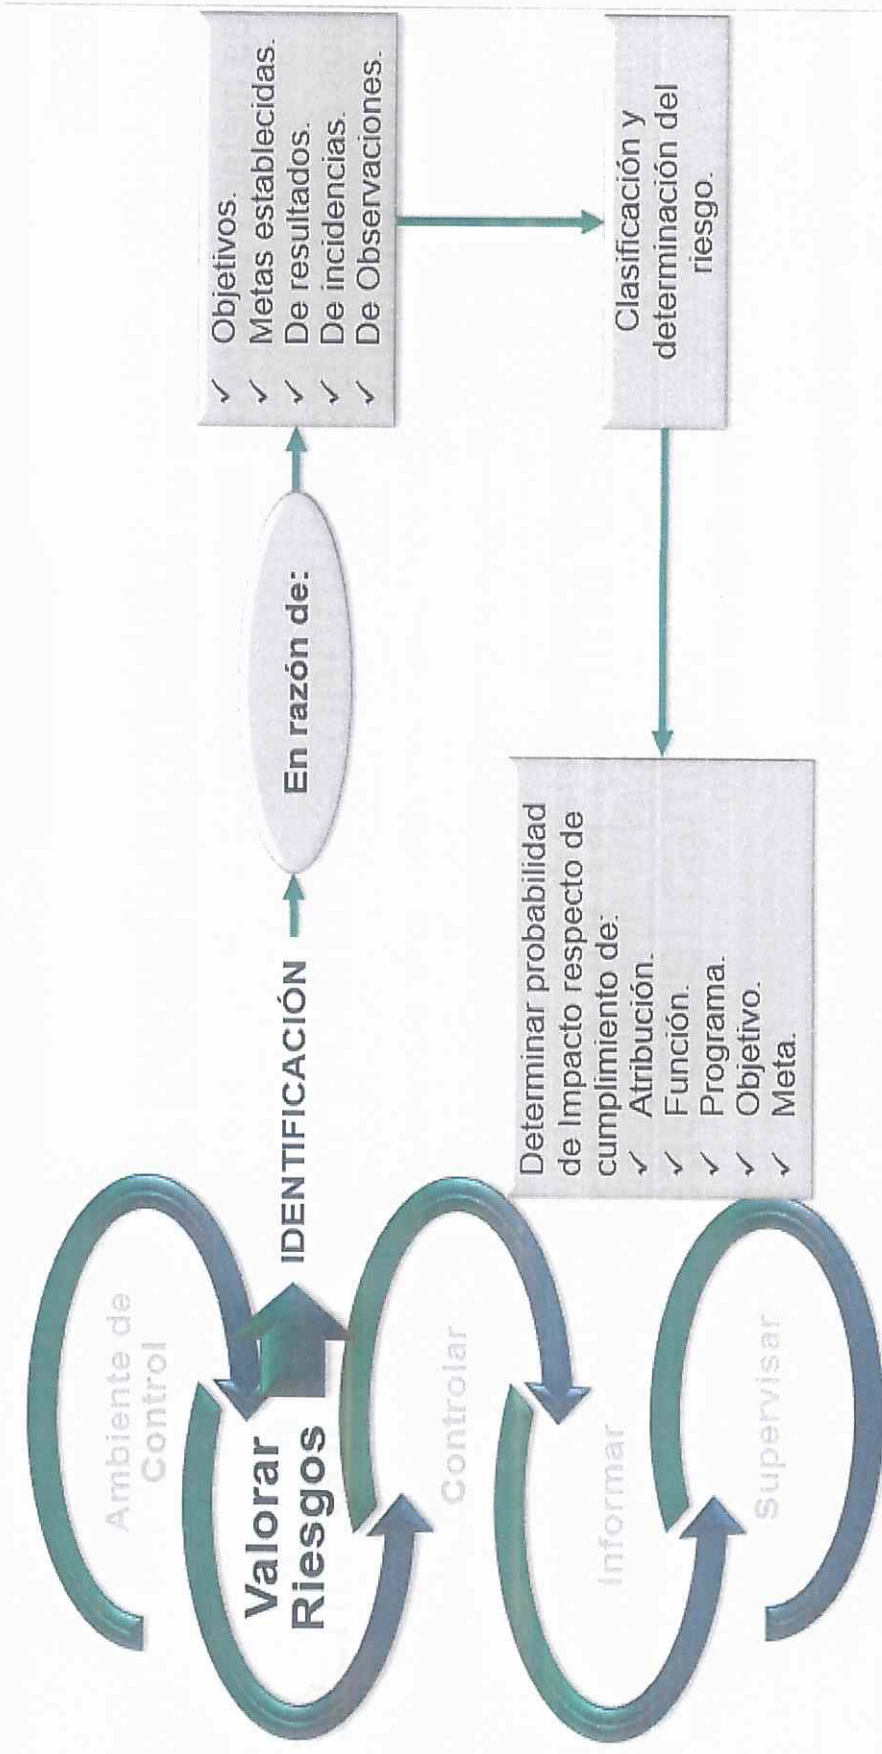 Ambiente de
Control
Valorar
Riesgos
Controlar
Informar
Supervisar
IDENTIFICACIÓN
En razón de:
✓ Objetivos.
✓ Metas establecidas.
✓ De resultados.
✓ De incidencias.
✓ De Observaciones.
Clasificación y
determinación del
riesgo.
Determinar probabilidad
de Impacto respecto de
cumplimiento de:
✓ Atribución.
✓ Función.
✓ Programa.
✓ Objetivo.
✓ Meta.